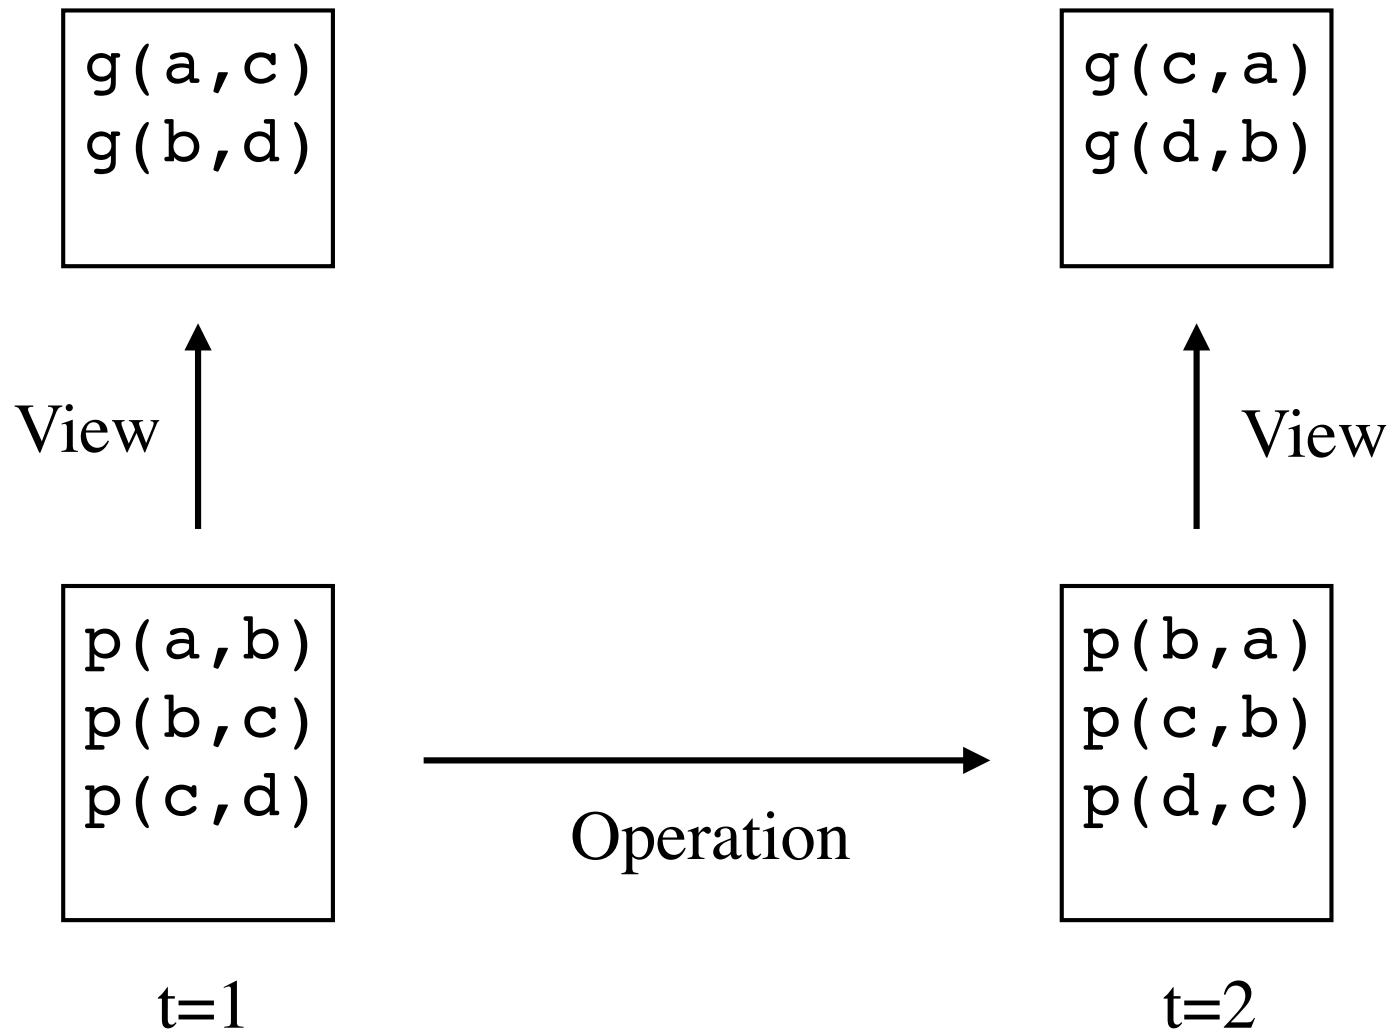 g(a,c)
g(b,d)
g(c,a)
g(d,b)
View
View
p(a,b)
p(b,c)
p(c,d)
Operation
p(b,a)
p(c,b)
p(d,c)
t=1
t=2